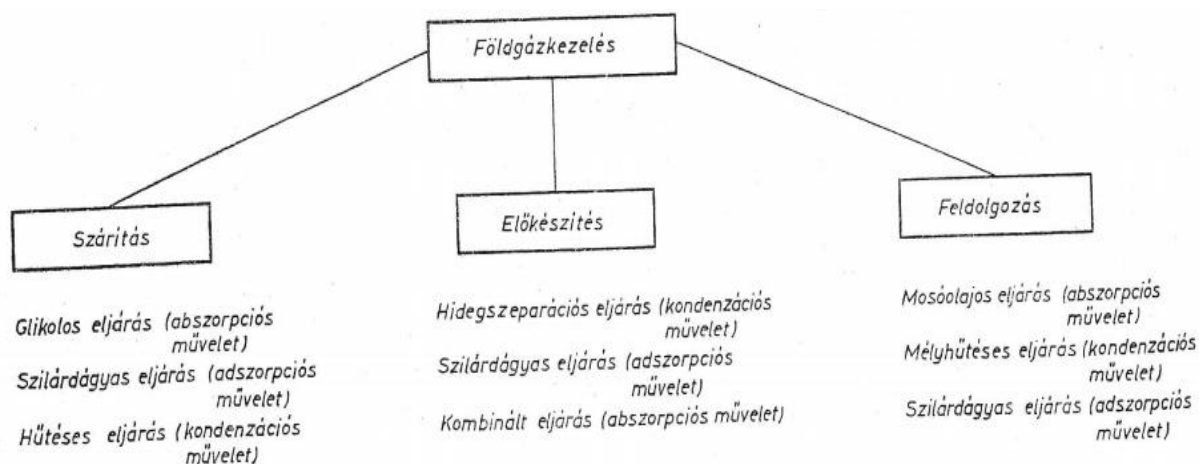 Földgázkezelés
Szárítás
Előkészítés
Feldolgozás
Glikolos eljárás (abszorpciós
művelet)
Szilárdágyas eljárás (adszorpciós
művelet)
Hűtéses eljárás (kondenzációs
művelet)
Hidegszeparációs eljárás (kondenzációs
művelet)
Szilárdágyas eljárás (adszorpciós
művelet)
Kombinált eljárás (abszorpciós művelet)
Mosóolajos eljárás (abszorpciós
művelet)
Mélyhűtéses eljárás (kondenzációs
művelet)
Szilárdágyas eljárás (adszorpciós
művelet)